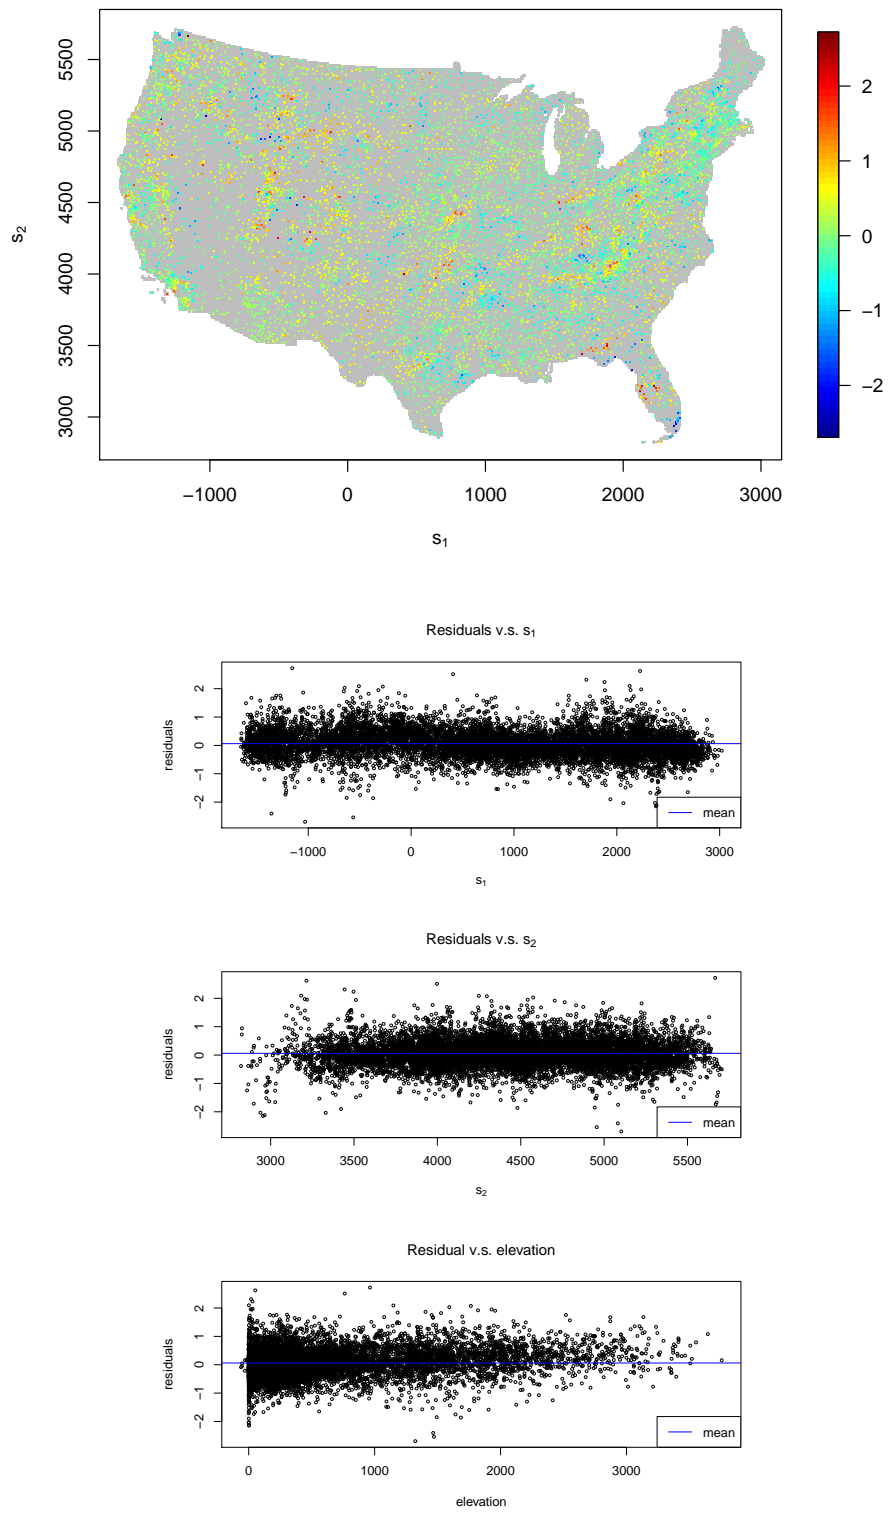 5500
5000
4500
4000
3500
3000
s₂
−1000 0 1000 2000 3000
s₁
2
1
0
−1
−2
Residuals v.s. s₁
residuals
2
1
0
−1
−2
mean
−1000 0 1000 2000 3000
s₁
Residuals v.s. s₂
residuals
2
1
0
−1
−2
mean
3000 3500 4000 4500 5000 5500
s₂
Residual v.s. elevation
residuals
2
1
0
−1
−2
mean
0 1000 2000 3000
elevation